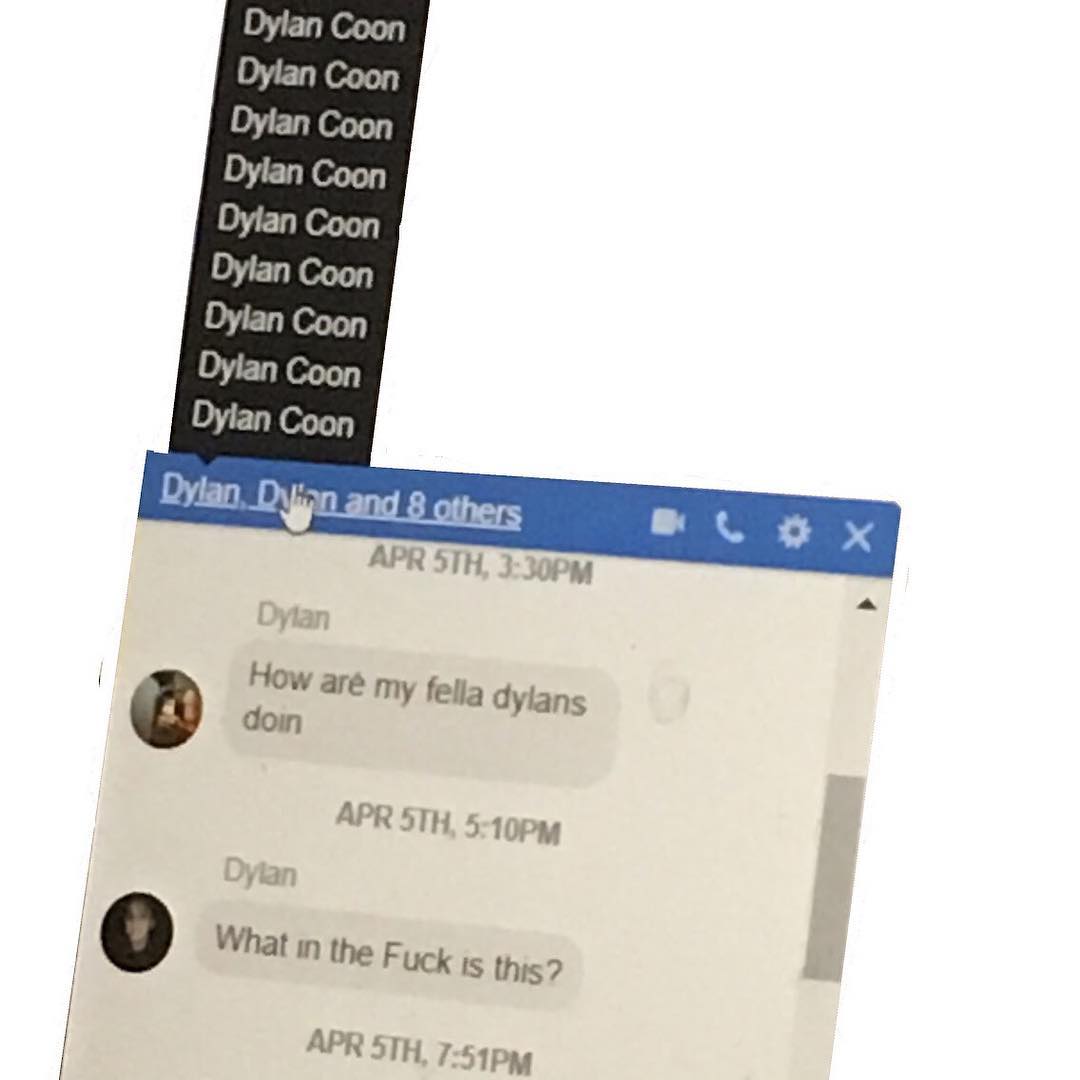 Dylan Coon
Dylan Coon
Dylan Coon
Dylan Coon
Dylan Coon
Dylan Coon
Dylan Coon
Dylan Coon
Dylan Coon
Dylan, Dylan and 8 others
APR 5TH, 3:30PM
Dylan
How are my fella dylans
doin
APR 5TH, 5:10PM
Dylan
What in the Fuck is this?
APR 5TH, 7:51PM